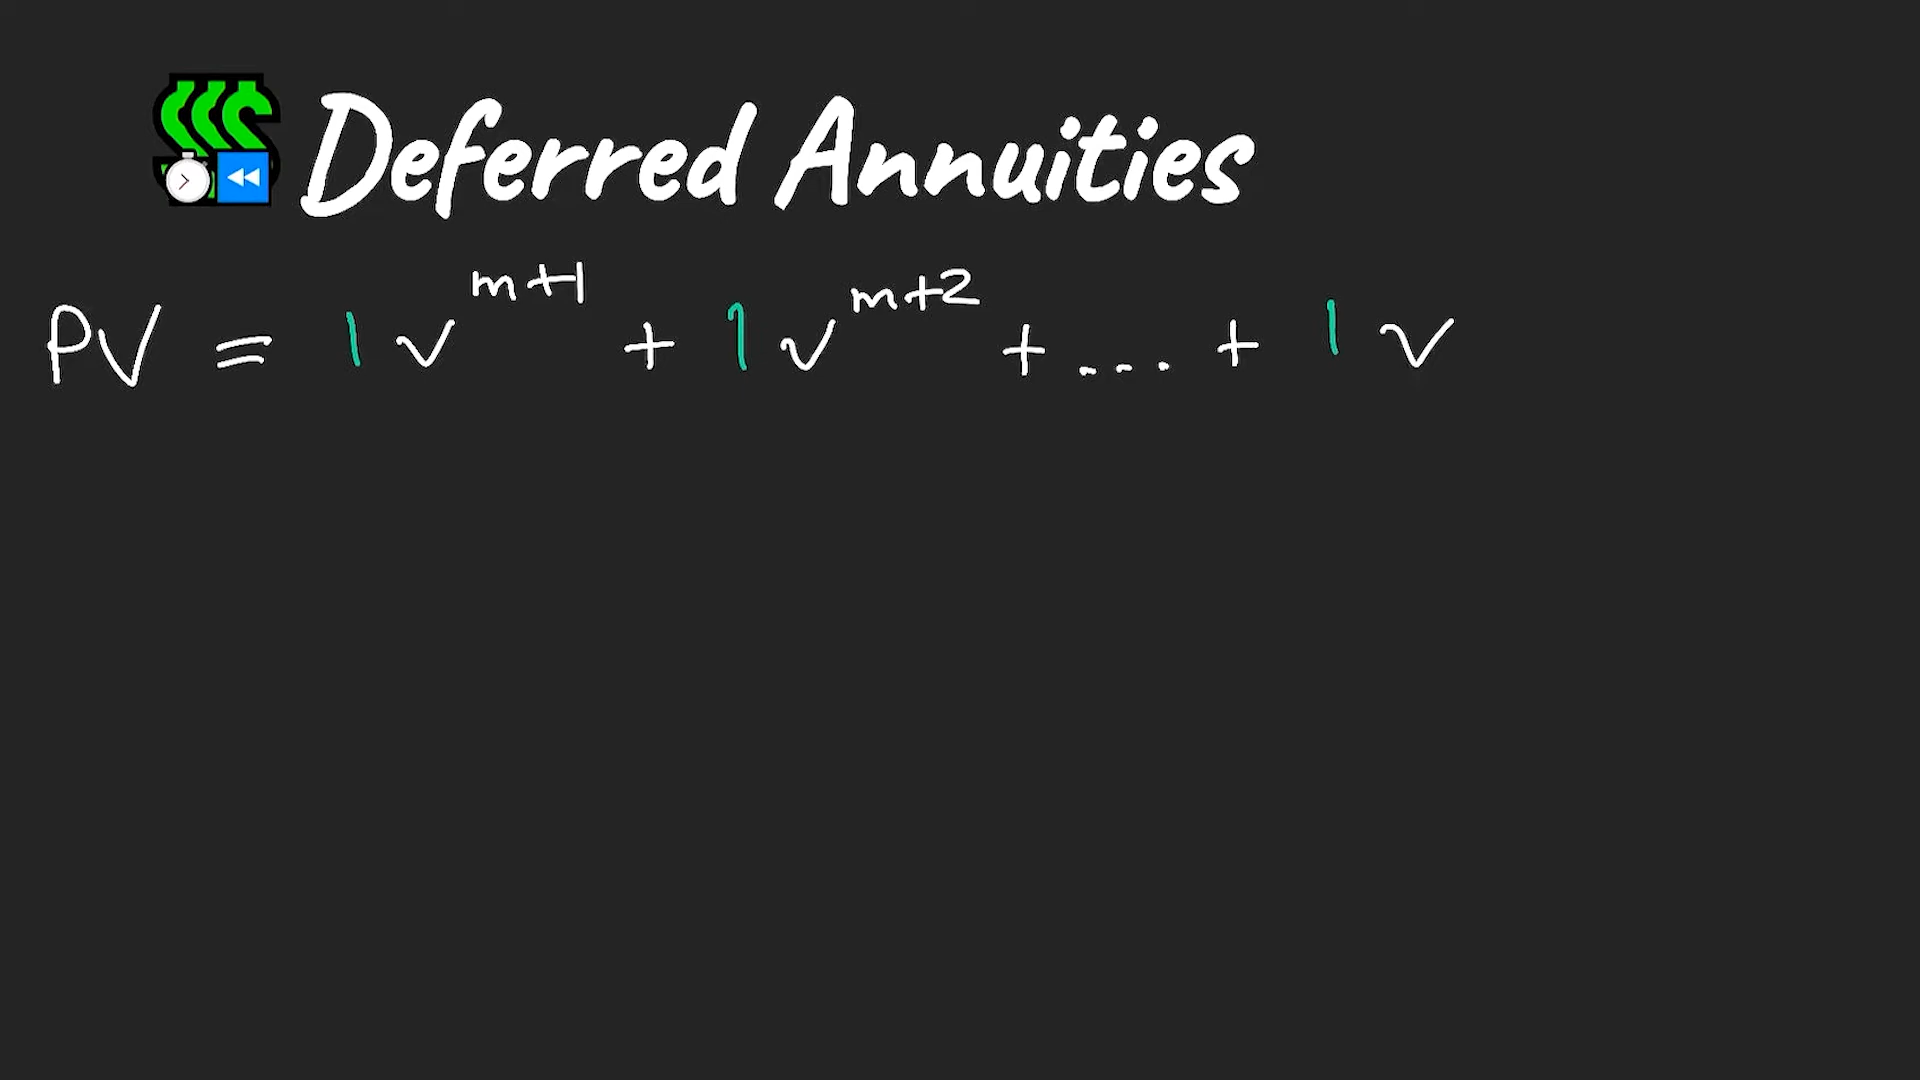 Deferred Annuities
PV = 1 v^{m+1} + 1 v^{m+2} + ... + 1 v